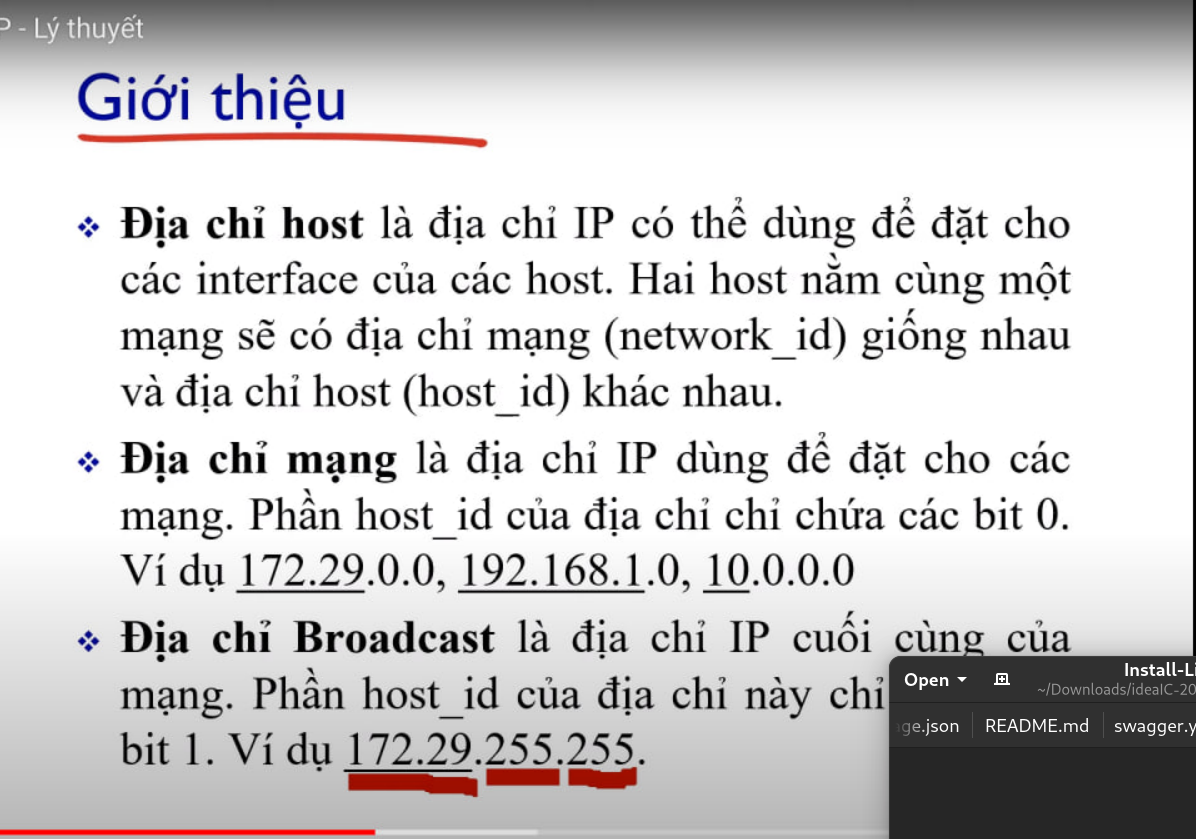 P - Lý thuyết
Giới thiệu
Địa chỉ host là địa chỉ IP có thể dùng để đặt cho
các interface của các host. Hai host nằm cùng một
mạng sẽ có địa chỉ mạng (network_id) giống nhau
và địa chỉ host (host_id) khác nhau.
Địa chỉ mạng là địa chỉ IP dùng để đặt cho các
mạng. Phần host_id của địa chỉ chỉ chứa các bit 0.
Ví dụ 172.29.0.0, 192.168.1.0, 10.0.0.0
Địa chỉ Broadcast là địa chỉ IP cuối cùng của
mạng. Phần host_id của địa chỉ này chỉ
bit 1. Ví dụ 172.29.255.255.
Open
Install-Li
~/Downloads/ideaIC-20
ge.json README.md swagger.y